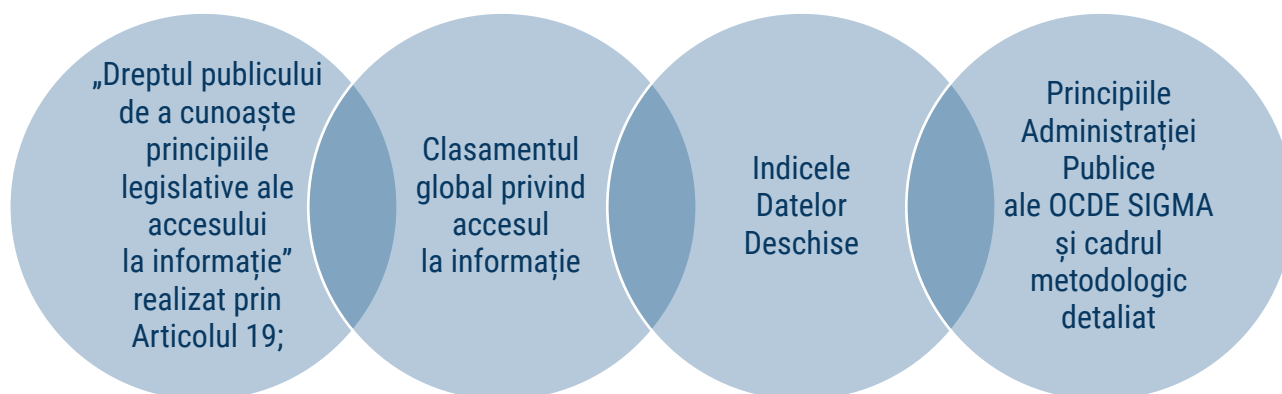 „Dreptul publicului
de a cunoaște
principiile
legislative ale
accesului
la informație”
realizat prin
Articolul 19;
Clasamentul
global privind
accesul
la informație
Indicele
Datelor
Deschise
Principiile
Administrației
Publice
ale OCDE SIGMA
și cadrul
metodologic
detaliat